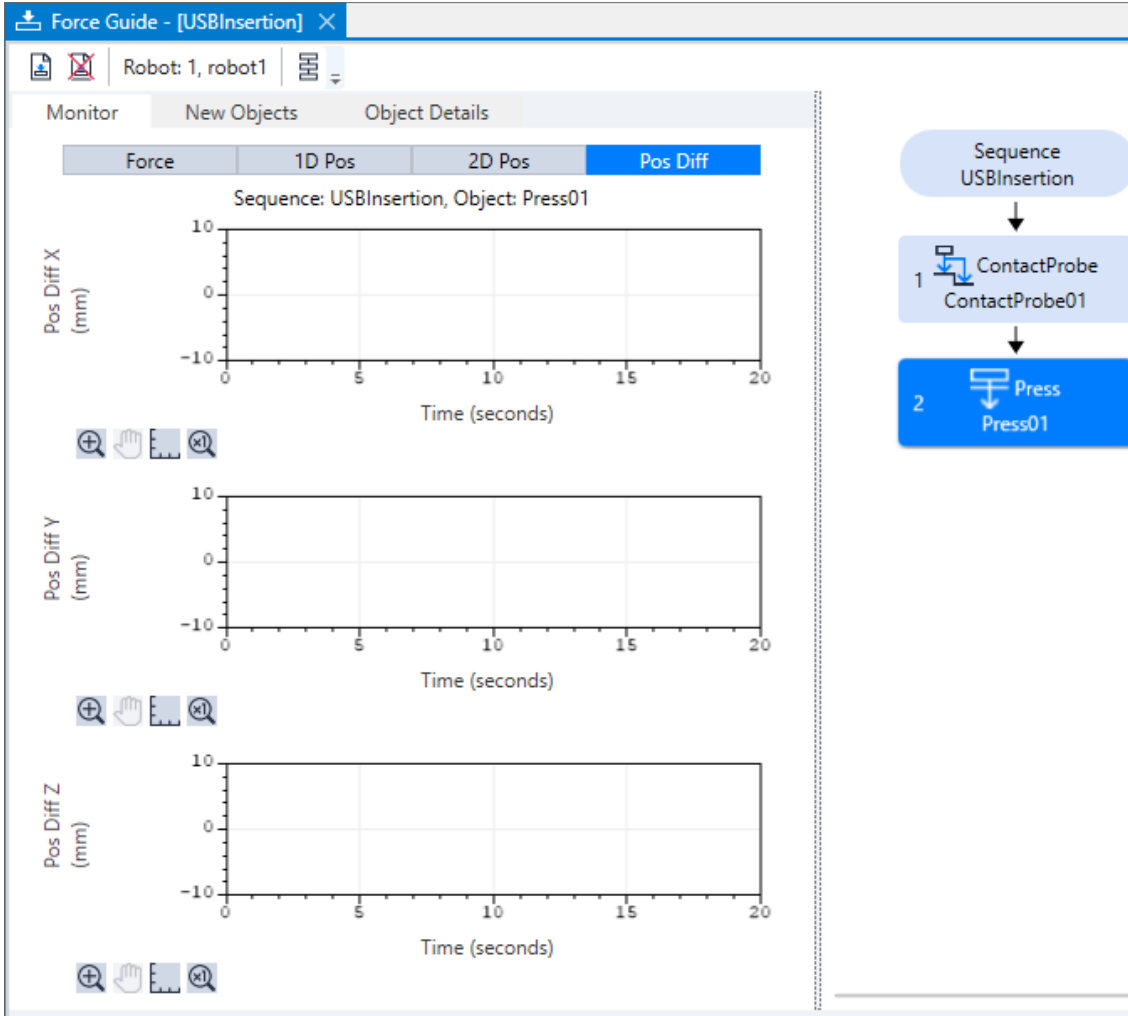 Force Guide - [USBInsertion]
Robot: 1, robot1
Monitor New Objects Object Details
Force 1D Pos 2D Pos Pos Diff
Sequence: USBInsertion, Object: Press01
Pos Diff X
(mm)
10
0
-10
0 5 10 15 20
Time (seconds)
x1
Pos Diff Y
(mm)
10
0
-10
0 5 10 15 20
Time (seconds)
x1
Pos Diff Z
(mm)
10
0
-10
0 5 10 15 20
Time (seconds)
x1
Sequence
USBInsertion
1 ContactProbe
ContactProbe01
2 Press
Press01